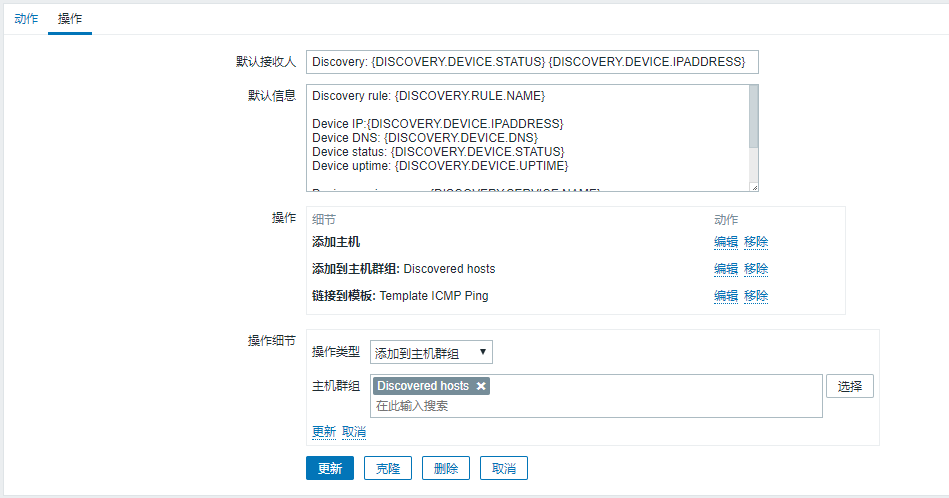 动作 操作
默认接收人 Discovery: {DISCOVERY.DEVICE.STATUS} {DISCOVERY.DEVICE.IPADDRESS}
默认信息 Discovery rule: {DISCOVERY.RULE.NAME}
Device IP:{DISCOVERY.DEVICE.IPADDRESS}
Device DNS: {DISCOVERY.DEVICE.DNS}
Device status: {DISCOVERY.DEVICE.STATUS}
Device uptime: {DISCOVERY.DEVICE.UPTIME}
{DISCOVERY.SERVICE.NAME}
操作 细节 动作
添加主机 编辑 移除
添加到主机群组: Discovered hosts 编辑 移除
链接到模板: Template ICMP Ping 编辑 移除
操作细节
操作类型 添加到主机群组
主机群组 Discovered hosts 选择
在此输入搜索
更新 取消
更新 克隆 删除 取消